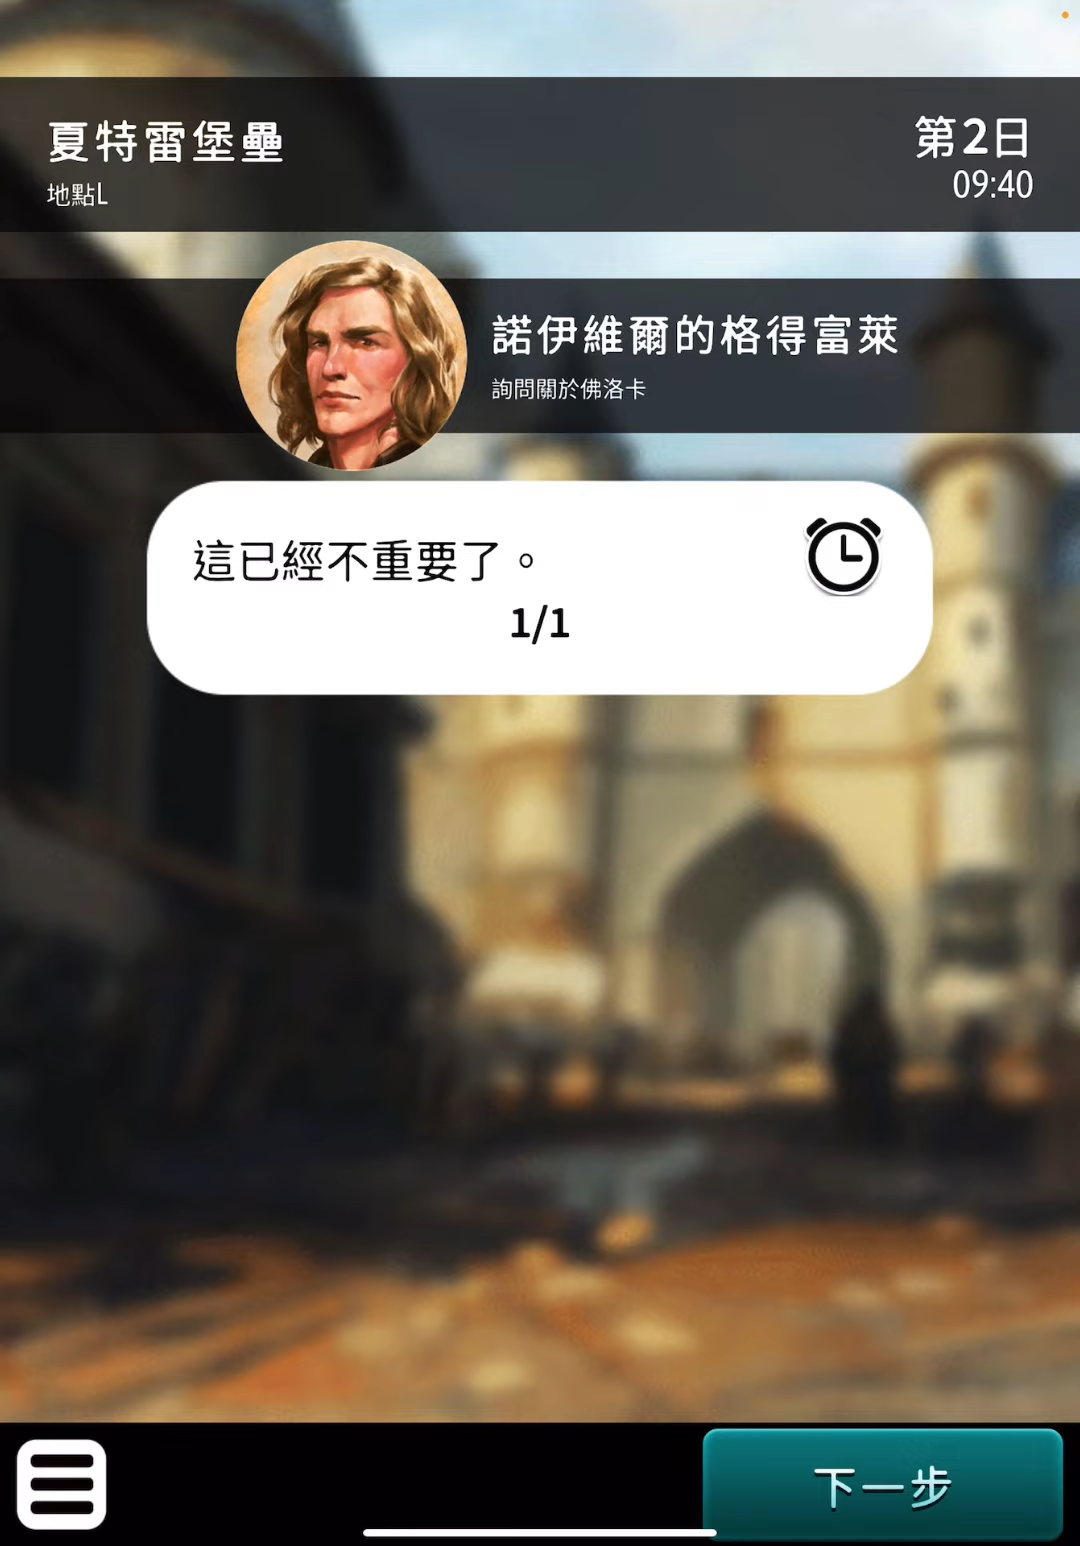 夏特雷堡壘
地點L
第2日
09:40
諾伊維爾的格得富萊
詢問關於佛洛卡
這已經不重要了。
1/1
下一步